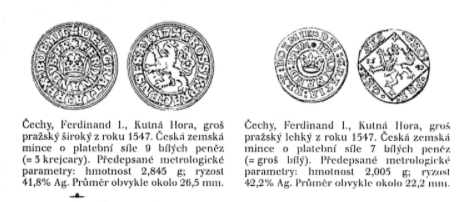 Čechy, Ferdinand I., Kutná Hora, groš
pražský široký z roku 1547. Česká zemská
mince o platební síle 9 bílých peněz
(= 3 krejcary). Předepsané metrologické
parametry: hmotnost 2,845 g; ryzost
41,8% Ag. Průměr obvykle okolo 26,5 mm.
Čechy, Ferdinand I., Kutná Hora, groš
pražský lehký z roku 1547. Česká zemská
mince o platební síle 7 bílých peněz
(= groš bílý). Předepsané metrologické
parametry: hmotnost 2,005 g; ryzost
42,2% Ag. Průměr obvykle okolo 22,2 mm.